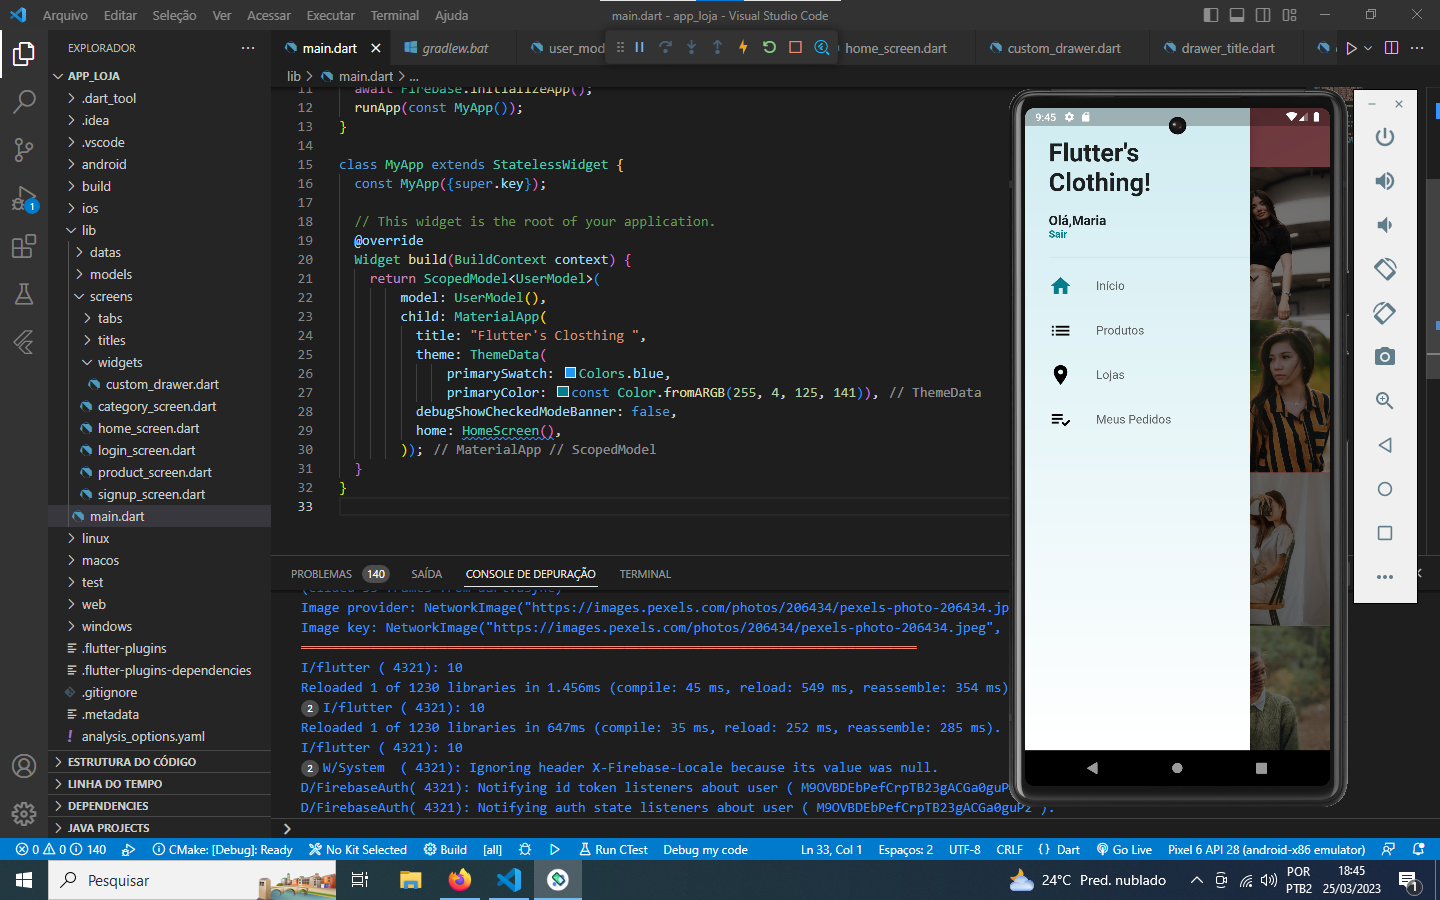 Arquivo Editar Seleção Ver Acessar Executar Terminal Ajuda
main.dart - app_loja - Visual Studio Code
EXPLORADOR
main.dart
gradlew.bat
user_mod
home_screen.dart
custom_drawer.dart
drawer_title.dart
lib > main.dart > ...
APP_LOJA
.dart_tool
.idea
.vscode
android
build
ios
lib
datas
models
screens
tabs
titles
widgets
custom_drawer.dart
category_screen.dart
home_screen.dart
login_screen.dart
product_screen.dart
signup_screen.dart
main.dart
linux
macos
test
web
windows
.flutter-plugins
.flutter-plugins-dependencies
.gitignore
.metadata
analysis_options.yaml
ESTRUTURA DO CÓDIGO
LINHA DO TEMPO
DEPENDENCIES
JAVA PROJECTS
1
11 await Firebase.initializeApp();
12 runApp(const MyApp());
13 }
14
15 class MyApp extends StatelessWidget {
16 const MyApp({super.key});
17
18 // This widget is the root of your application.
19 @override
20 Widget build(BuildContext context) {
21 return ScopedModel<UserModel>(
22 model: UserModel(),
23 child: MaterialApp(
24 title: "Flutter's Closthing ",
25 theme: ThemeData(
26 primarySwatch: Colors.blue,
27 primaryColor: const Color.fromARGB(255, 4, 125, 141)), // ThemeData
28 debugShowCheckedModeBanner: false,
29 home: HomeScreen(),
30 )); // MaterialApp // ScopedModel
31 }
32 }
33
PROBLEMAS 140 SAÍDA CONSOLE DE DEPURAÇÃO TERMINAL
(elided 55 frames from dart:async)
Image provider: NetworkImage("https://images.pexels.com/photos/206434/pexels-photo-206434.jp
Image key: NetworkImage("https://images.pexels.com/photos/206434/pexels-photo-206434.jpeg",
I/flutter ( 4321): 10
Reloaded 1 of 1230 libraries in 1.456ms (compile: 45 ms, reload: 549 ms, reassemble: 354 ms)
2 I/flutter ( 4321): 10
Reloaded 1 of 1230 libraries in 647ms (compile: 35 ms, reload: 252 ms, reassemble: 285 ms).
I/flutter ( 4321): 10
2 W/System ( 4321): Ignoring header X-Firebase-Locale because its value was null.
D/FirebaseAuth( 4321): Notifying id token listeners about user ( M9OVBDEbPefCrpTB23gACGa0guP
D/FirebaseAuth( 4321): Notifying auth state listeners about user ( M9OVBDEbPefCrpTB23gACGa0guP2 ).
9:45
Flutter's
Clothing!
Olá,Maria
Sair
Início
Produtos
Lojas
Meus Pedidos
0 0 140 CMake: [Debug]: Ready No Kit Selected Build [all] Run CTest Debug my code Ln 33, Col 1 Espaços: 2 UTF-8 CRLF {} Dart Go Live Pixel 6 API 28 (android-x86 emulator)
Pesquisar
24°C Pred. nublado
POR
PTB2
18:45
25/03/2023
1